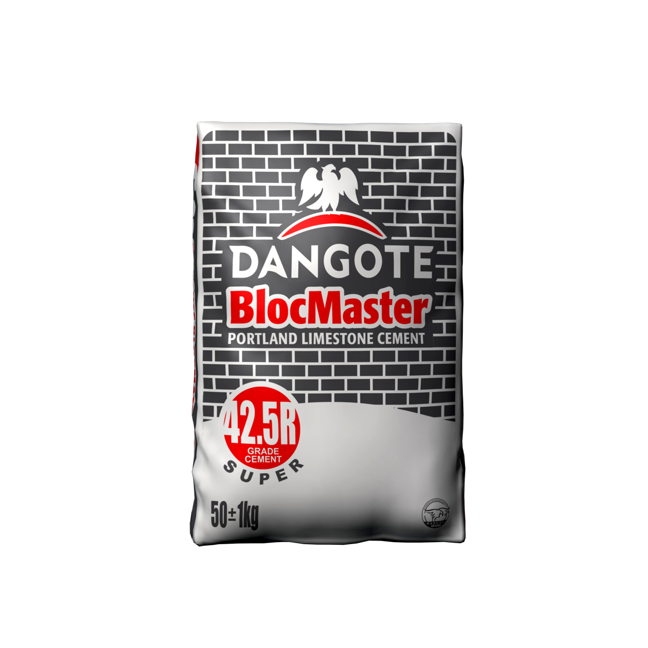 DANGOTE
BlocMaster
PORTLAND LIMESTONE CEMENT
42.5R
GRADE
CEMENT
SUPER
50±1kg